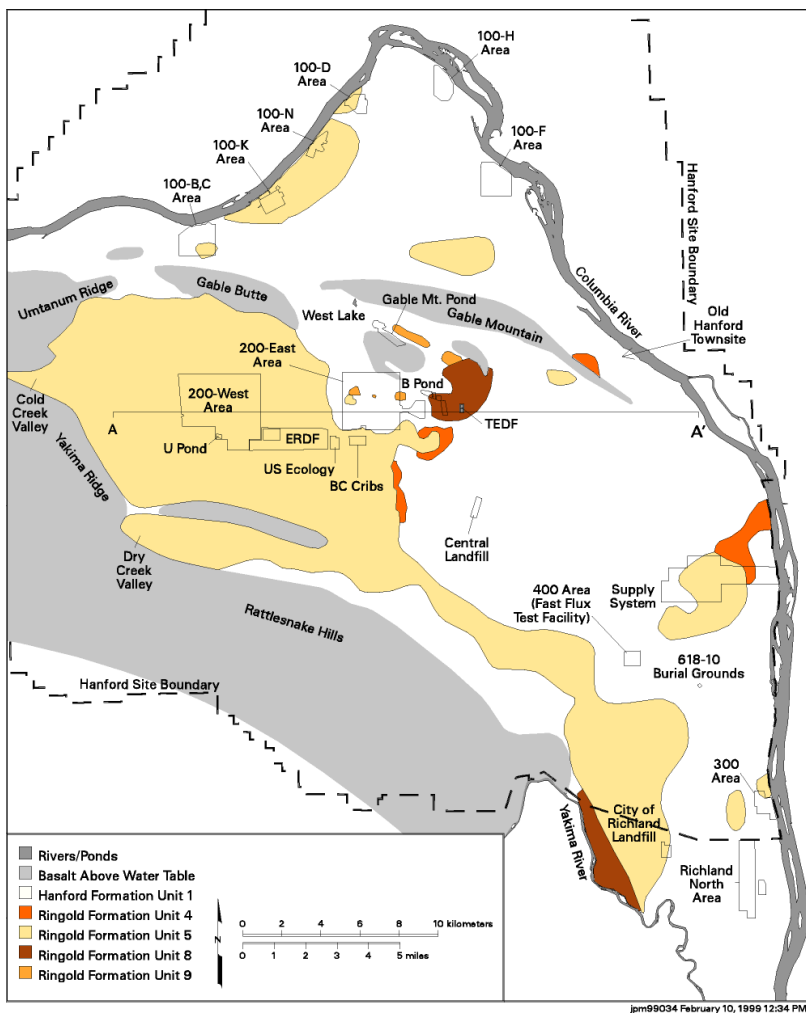 100-H
Area
100-D
Area
100-N
Area
100-F
Area
100-K
Area
100-B,C
Area
Hanford Site Boundary
Columbia River
Umtanum Ridge
Gable Butte
West Lake
Gable Mt. Pond
Gable Mountain
Old
Hanford
Townsite
200-East
Area
B Pond
200-West
Area
Cold
Creek
Valley
A
A'
TEDF
U Pond
ERDF
US Ecology
BC Cribs
Yakima Ridge
Central
Landfill
Dry
Creek
Valley
400 Area
(Fast Flux
Test Facility)
Supply
System
Rattlesnake Hills
618-10
Burial Grounds
Hanford Site Boundary
300
Area
City of
Richland
Landfill
Yakima River
Richland
North
Area
Rivers/Ponds
Basalt Above Water Table
Hanford Formation Unit 1
Ringold Formation Unit 4
Ringold Formation Unit 5
Ringold Formation Unit 8
Ringold Formation Unit 9
N
0 2 4 6 8 10 kilometers
0 1 2 3 4 5 miles
jpm99034 February 10, 1999 12:34 PM